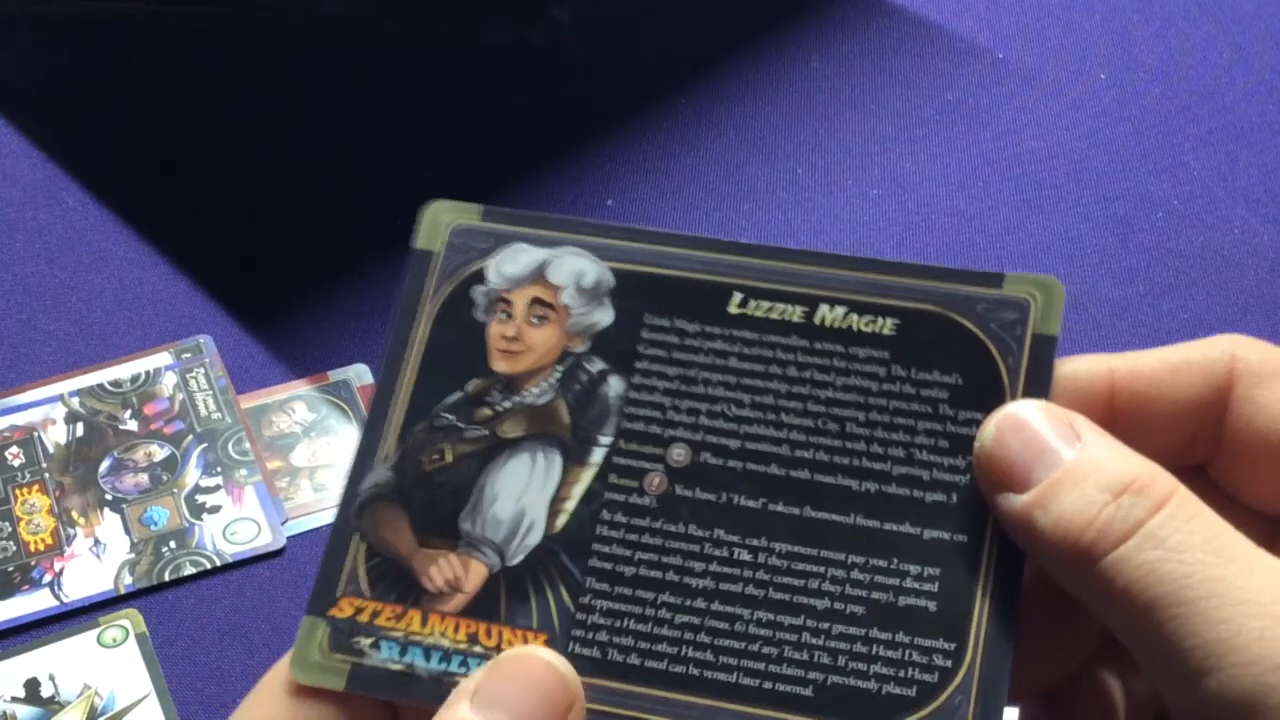 LIZZIE MAGIE
Lizzie Magie was a writer, comedian, actress, engineer,
feminist, and political activist best known for creating The Landlord's
Game, intended to illustrate the ills of land grabbing and the unfair
advantages of property ownership and exploitative rent practices. The game
developed a cult following with many fans creating their own game boards
including a group of Quakers in Atlantic City. Three decades after its
creation, Parker Brothers published this version with the title "Monopoly"
(with the political message sanitized), and the rest is board gaming history!
Activation : Place any two dice with matching pip values to gain 3
movement.
Bonus : You have 3 "Hotel" tokens (borrowed from another game on
your shelf).
At the end of each Race Phase, each opponent must pay you 2 cogs per
Hotel on their current Track Tile. If they cannot pay, they must discard
machine parts with cogs shown in the corner (if they have any), gaining
those cogs from the supply, until they have enough to pay.
Then, you may place a die showing pips equal to or greater than the number
of opponents in the game (max. 6) from your Pool onto the Hotel Dice Slot
to place a Hotel token in the corner of any Track Tile. If you place a Hotel
on a tile with no other Hotels, you must reclaim any previously placed
Hotels. The die used can be vented later as normal.
STEAMPUNK
RALLY